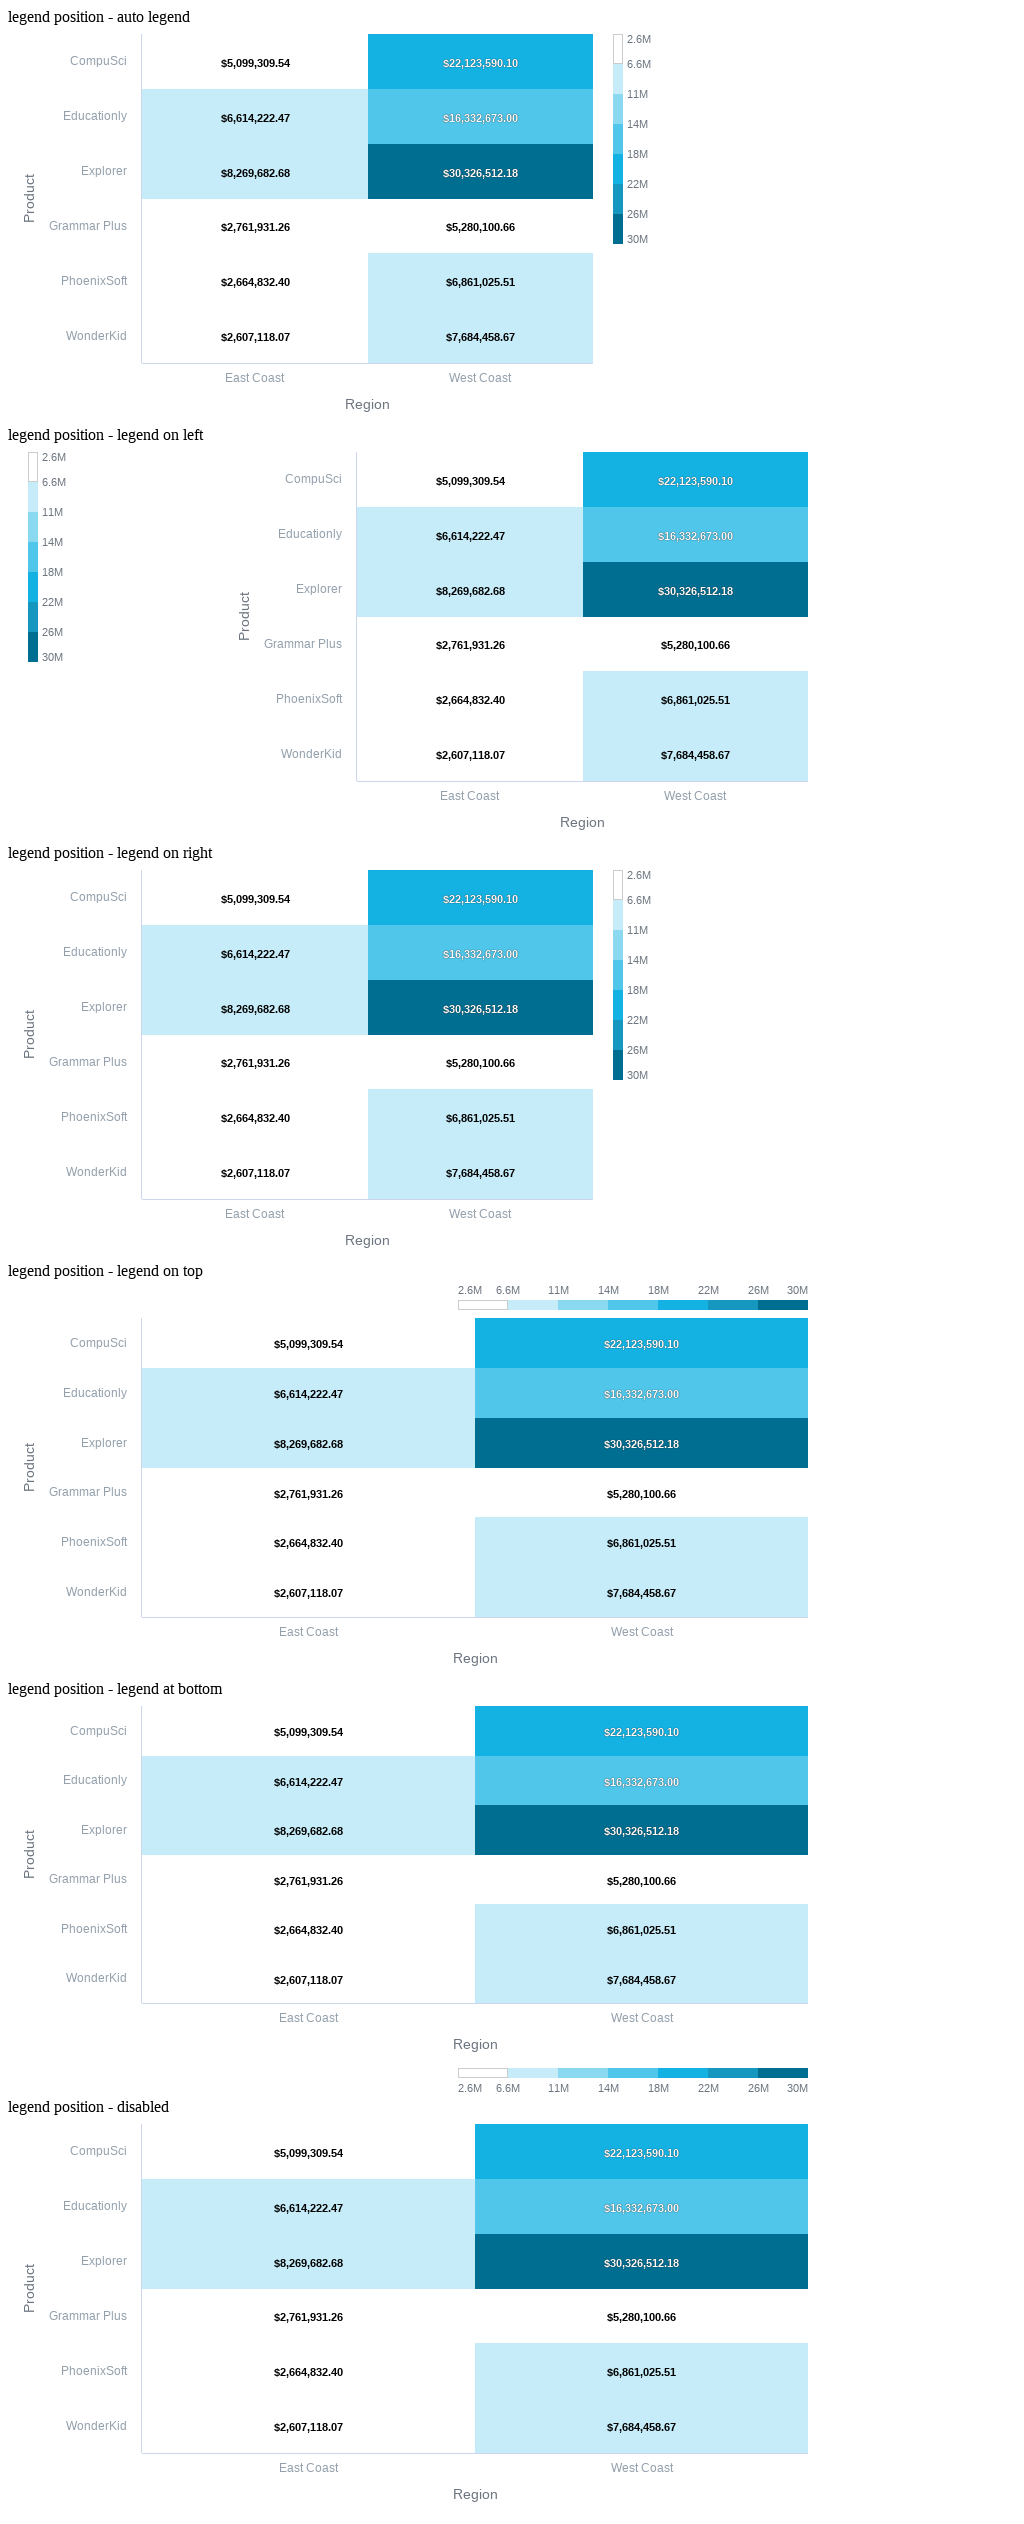 legend position - auto legend
CompuSci $5,099,309.54 $22,123,590.10
Educationly $6,614,222.47 $16,332,673.00
Explorer $8,269,682.68 $30,326,512.18
Grammar Plus $2,761,931.26 $5,280,100.66
PhoenixSoft $2,664,832.40 $6,861,025.51
WonderKid $2,607,118.07 $7,684,458.67
Product
East Coast West Coast
Region
2.6M
6.6M
11M
14M
18M
22M
26M
30M
legend position - legend on left
2.6M
6.6M
11M
14M
18M
22M
26M
30M
CompuSci $5,099,309.54 $22,123,590.10
Educationly $6,614,222.47 $16,332,673.00
Explorer $8,269,682.68 $30,326,512.18
Grammar Plus $2,761,931.26 $5,280,100.66
PhoenixSoft $2,664,832.40 $6,861,025.51
WonderKid $2,607,118.07 $7,684,458.67
Product
East Coast West Coast
Region
legend position - legend on right
CompuSci $5,099,309.54 $22,123,590.10
Educationly $6,614,222.47 $16,332,673.00
Explorer $8,269,682.68 $30,326,512.18
Grammar Plus $2,761,931.26 $5,280,100.66
PhoenixSoft $2,664,832.40 $6,861,025.51
WonderKid $2,607,118.07 $7,684,458.67
Product
East Coast West Coast
Region
2.6M
6.6M
11M
14M
18M
22M
26M
30M
legend position - legend on top
2.6M 6.6M 11M 14M 18M 22M 26M 30M
CompuSci $5,099,309.54 $22,123,590.10
Educationly $6,614,222.47 $16,332,673.00
Explorer $8,269,682.68 $30,326,512.18
Grammar Plus $2,761,931.26 $5,280,100.66
PhoenixSoft $2,664,832.40 $6,861,025.51
WonderKid $2,607,118.07 $7,684,458.67
Product
East Coast West Coast
Region
legend position - legend at bottom
CompuSci $5,099,309.54 $22,123,590.10
Educationly $6,614,222.47 $16,332,673.00
Explorer $8,269,682.68 $30,326,512.18
Grammar Plus $2,761,931.26 $5,280,100.66
PhoenixSoft $2,664,832.40 $6,861,025.51
WonderKid $2,607,118.07 $7,684,458.67
Product
East Coast West Coast
Region
2.6M 6.6M 11M 14M 18M 22M 26M 30M
legend position - disabled
CompuSci $5,099,309.54 $22,123,590.10
Educationly $6,614,222.47 $16,332,673.00
Explorer $8,269,682.68 $30,326,512.18
Grammar Plus $2,761,931.26 $5,280,100.66
PhoenixSoft $2,664,832.40 $6,861,025.51
WonderKid $2,607,118.07 $7,684,458.67
Product
East Coast West Coast
Region